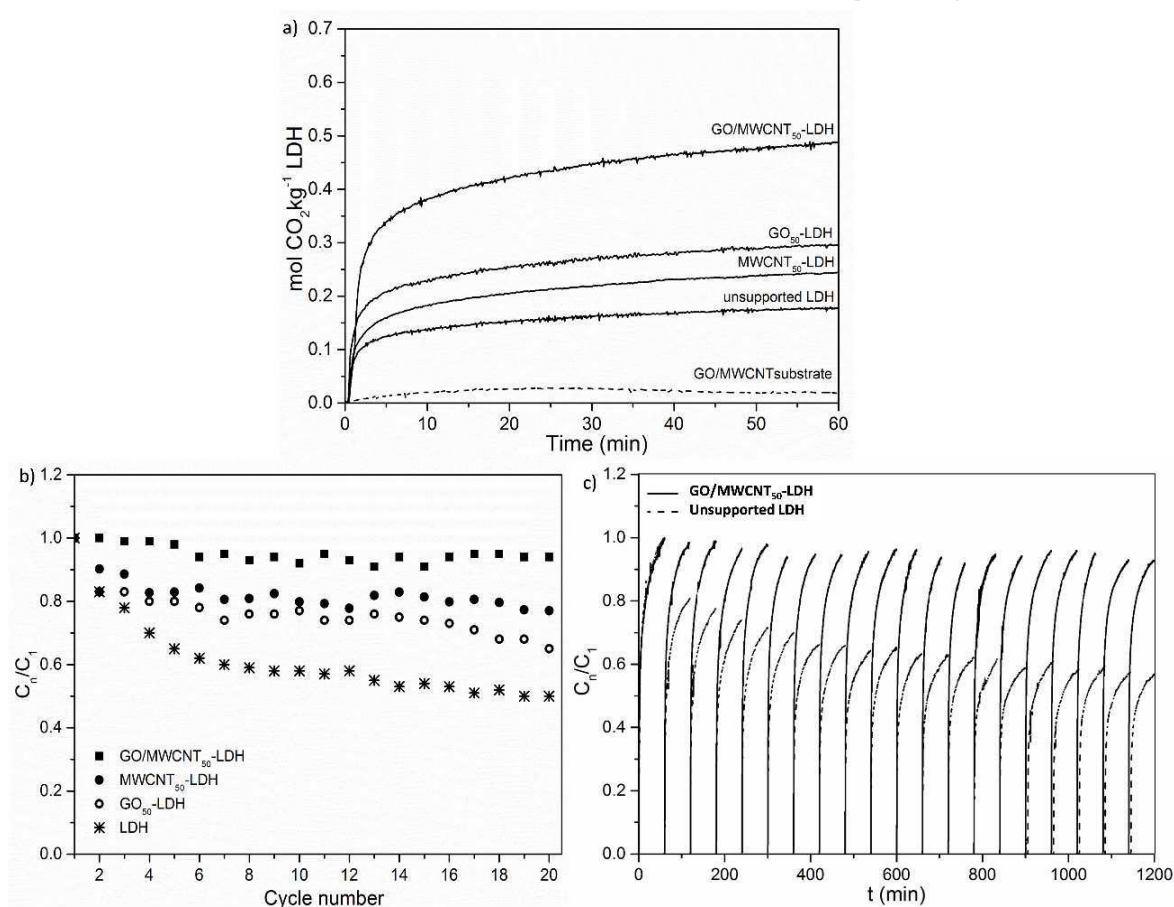 a)
0.7
0.6
0.5
0.4
0.3
0.2
0.1
0.0
mol CO₂kg⁻¹ LDH
GO/MWCNT₅₀-LDH
GO₅₀-LDH
MWCNT₅₀-LDH
unsupported LDH
GO/MWCNTsubstrate
0 10 20 30 40 50 60
Time (min)
b)
1.2
1.0
0.8
0.6
0.4
0.2
0.0
Cₙ/C₁
GO/MWCNT₅₀-LDH
MWCNT₅₀-LDH
GO₅₀-LDH
LDH
2 4 6 8 10 12 14 16 18 20
Cycle number
c)
GO/MWCNT₅₀-LDH
Unsupported LDH
1.2
1.0
0.8
0.6
0.4
0.2
0.0
Cₙ/C₁
0 200 400 600 800 1000 1200
t (min)